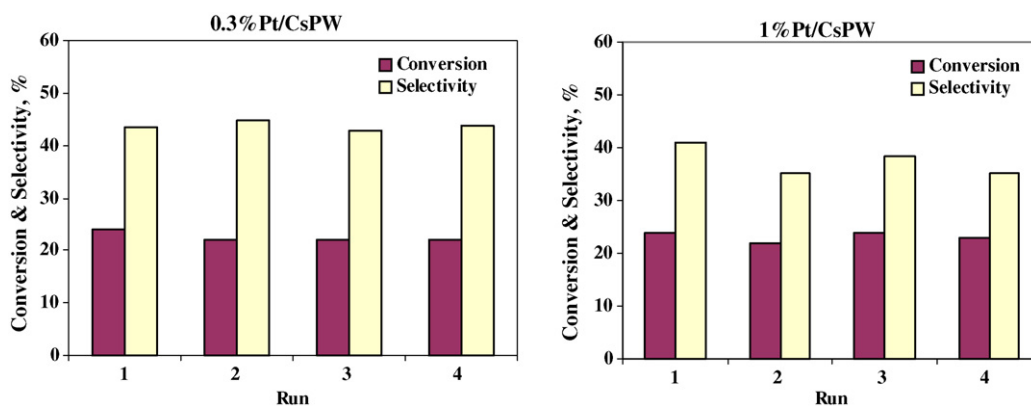 0.3%Pt/CsPW
60
50
40
30
20
10
0
Conversion & Selectivity, %
Conversion
Selectivity
1 2 3 4
Run
1%Pt/CsPW
60
50
40
30
20
10
0
Conversion & Selectivity, %
Conversion
Selectivity
1 2 3 4
Run